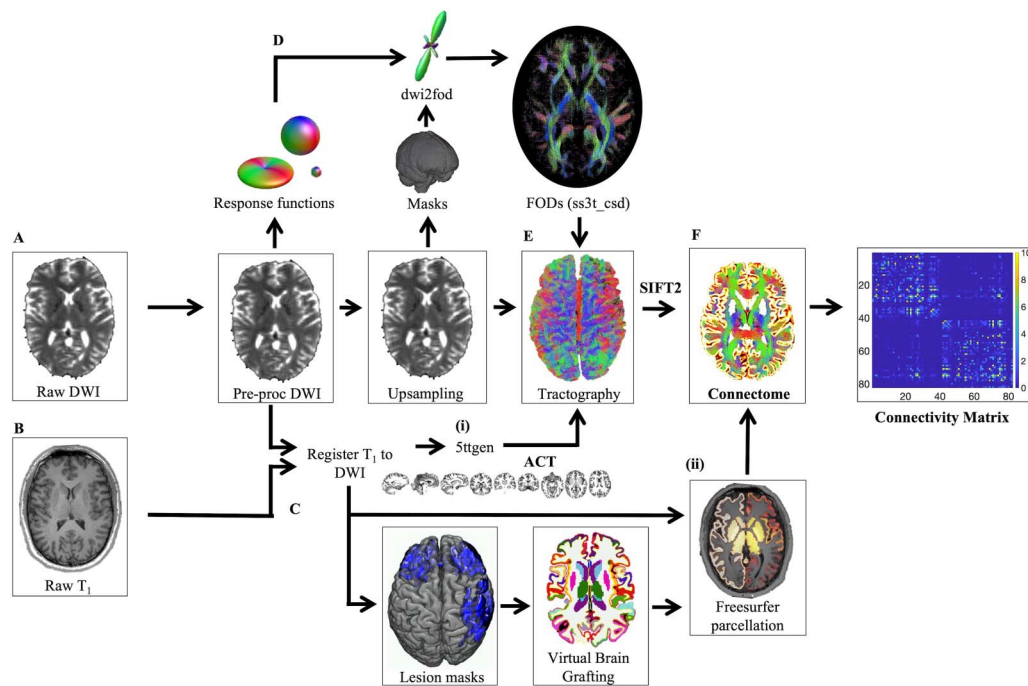 D
dwi2fod
Response functions
Masks
FODs (ss3t_csd)
A
E
F
SIFT2
Raw DWI
Pre-proc DWI
Upsampling
Tractography
Connectome
10
8
6
4
2
0
20
40
60
80
20 40 60 80
Connectivity Matrix
B
(i)
Register T₁ to
DWI
5ttgen
ACT
C
(ii)
Raw T₁
Freesurfer
parcellation
Lesion masks
Virtual Brain
Grafting